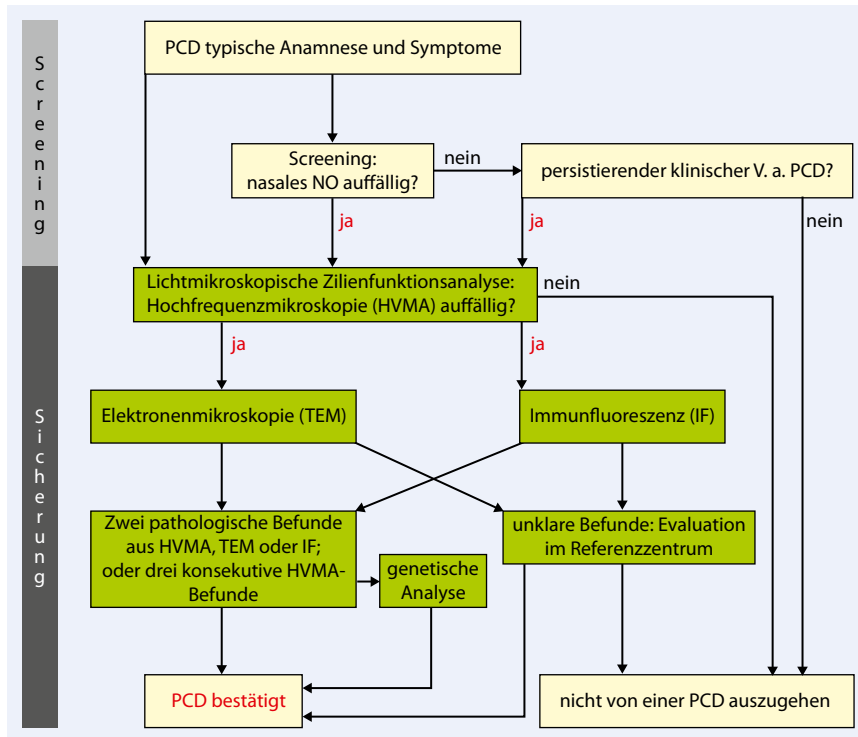 Screening
PCD typische Anamnese und Symptome
Screening:
nasales NO auffällig?
nein
persistierender klinischer V. a. PCD?
ja
ja
nein
Sicherung
Lichtmikroskopische Zilienfunktionsanalyse:
Hochfrequenzmikroskopie (HVMA) auffällig?
nein
ja
ja
Elektronenmikroskopie (TEM)
Immunfluoreszenz (IF)
Zwei pathologische Befunde
aus HVMA, TEM oder IF;
oder drei konsekutive HVMA-
Befunde
genetische
Analyse
unklare Befunde: Evaluation
im Referenzzentrum
PCD bestätigt
nicht von einer PCD auszugehen